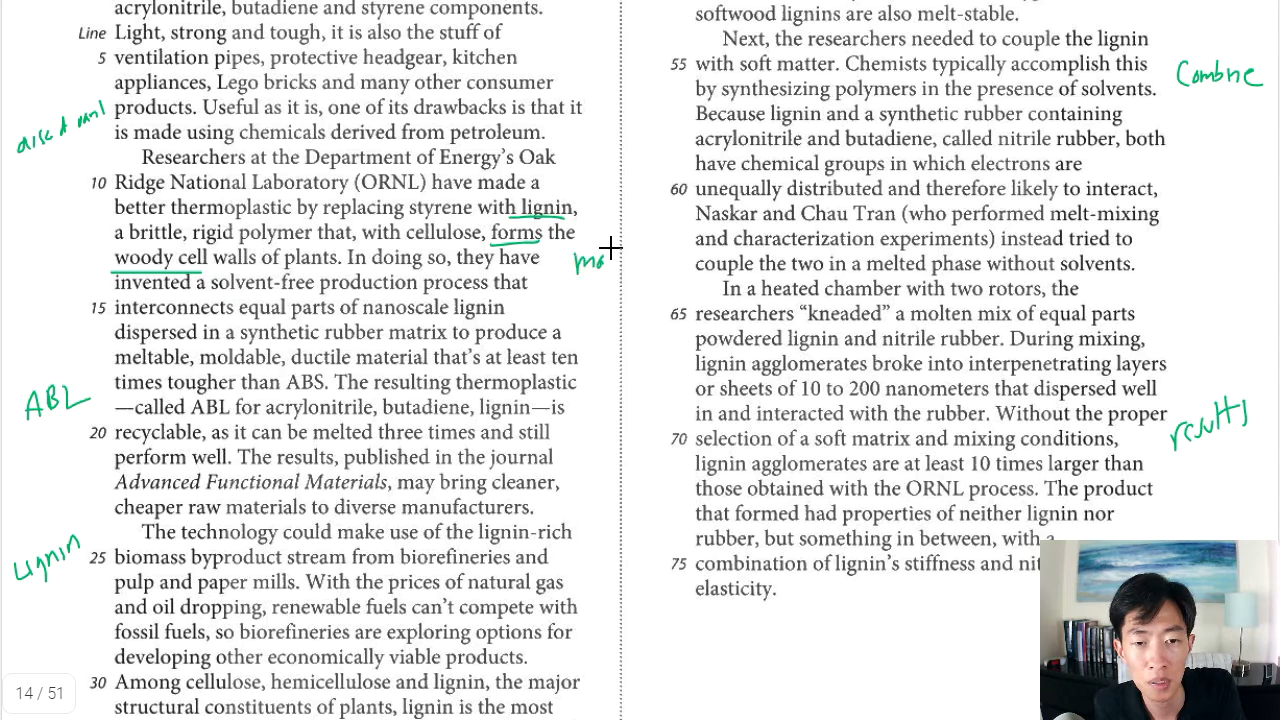 acrylonitrile, butadiene and styrene components.
Line Light, strong and tough, it is also the stuff of
5 ventilation pipes, protective headgear, kitchen
appliances, Lego bricks and many other consumer
products. Useful as it is, one of its drawbacks is that it
is made using chemicals derived from petroleum.
Researchers at the Department of Energy's Oak
10 Ridge National Laboratory (ORNL) have made a
better thermoplastic by replacing styrene with lignin,
a brittle, rigid polymer that, with cellulose, forms the
woody cell walls of plants. In doing so, they have
invented a solvent-free production process that
15 interconnects equal parts of nanoscale lignin
dispersed in a synthetic rubber matrix to produce a
meltable, moldable, ductile material that's at least ten
times tougher than ABS. The resulting thermoplastic
—called ABL for acrylonitrile, butadiene, lignin—is
20 recyclable, as it can be melted three times and still
perform well. The results, published in the journal
Advanced Functional Materials, may bring cleaner,
cheaper raw materials to diverse manufacturers.
The technology could make use of the lignin-rich
25 biomass byproduct stream from biorefineries and
pulp and paper mills. With the prices of natural gas
and oil dropping, renewable fuels can't compete with
fossil fuels, so biorefineries are exploring options for
developing other economically viable products.
30 Among cellulose, hemicellulose and lignin, the major
structural constituents of plants, lignin is the most
ABL
Lignin
mo
14 / 51
softwood lignins are also melt-stable.
Next, the researchers needed to couple the lignin
55 with soft matter. Chemists typically accomplish this
by synthesizing polymers in the presence of solvents.
Because lignin and a synthetic rubber containing
acrylonitrile and butadiene, called nitrile rubber, both
have chemical groups in which electrons are
60 unequally distributed and therefore likely to interact,
Naskar and Chau Tran (who performed melt-mixing
and characterization experiments) instead tried to
couple the two in a melted phase without solvents.
In a heated chamber with two rotors, the
65 researchers “kneaded” a molten mix of equal parts
powdered lignin and nitrile rubber. During mixing,
lignin agglomerates broke into interpenetrating layers
or sheets of 10 to 200 nanometers that dispersed well
in and interacted with the rubber. Without the proper
70 selection of a soft matrix and mixing conditions,
lignin agglomerates are at least 10 times larger than
those obtained with the ORNL process. The product
that formed had properties of neither lignin nor
rubber, but something in between, with a
75 combination of lignin's stiffness and nit
elasticity.
Combine
results